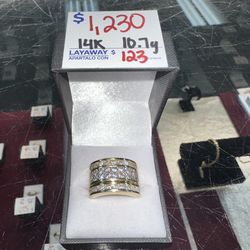 $1,230
14K 10.7g
LAYAWAY $ 123
APARTALO CON